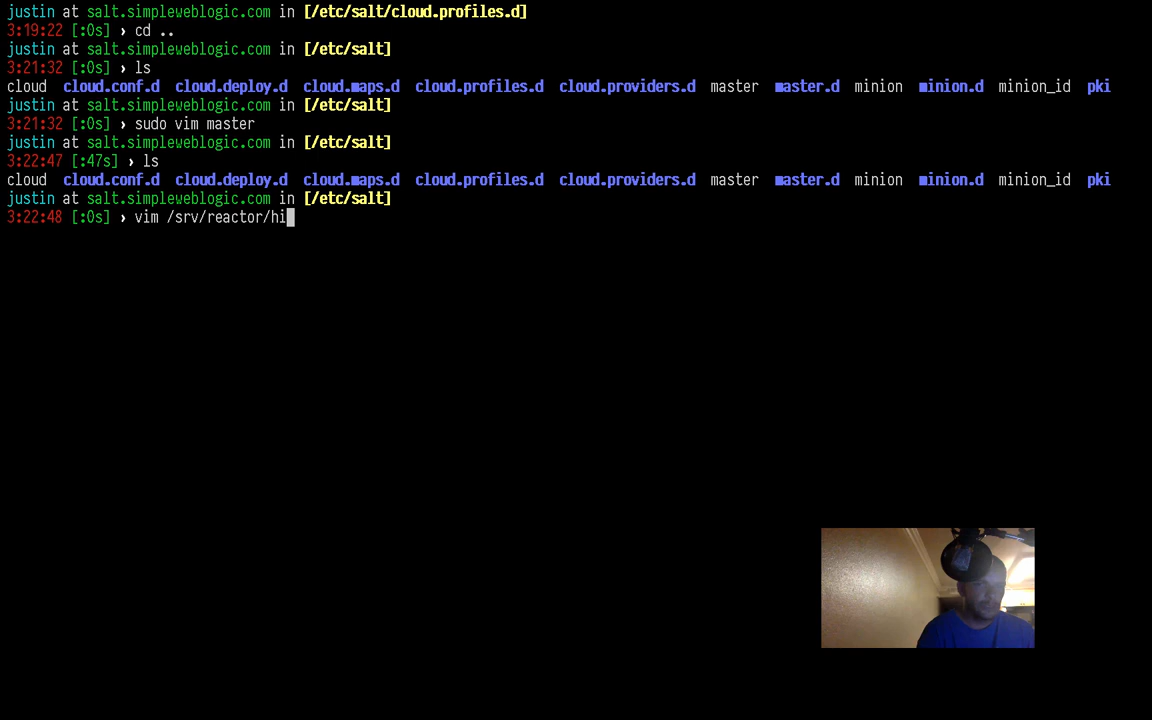 justin at salt.simpleweblogic.com in [/etc/salt/cloud.profiles.d]
3:19:22 [:0s] › cd ..
justin at salt.simpleweblogic.com in [/etc/salt]
3:21:32 [:0s] › ls
cloud  cloud.conf.d  cloud.deploy.d  cloud.maps.d  cloud.profiles.d  cloud.providers.d  master  master.d  minion  minion.d  minion_id  pki
justin at salt.simpleweblogic.com in [/etc/salt]
3:21:32 [:0s] › sudo vim master
justin at salt.simpleweblogic.com in [/etc/salt]
3:22:47 [:47s] › ls
cloud  cloud.conf.d  cloud.deploy.d  cloud.maps.d  cloud.profiles.d  cloud.providers.d  master  master.d  minion  minion.d  minion_id  pki
justin at salt.simpleweblogic.com in [/etc/salt]
3:22:48 [:0s] › vim /srv/reactor/hi